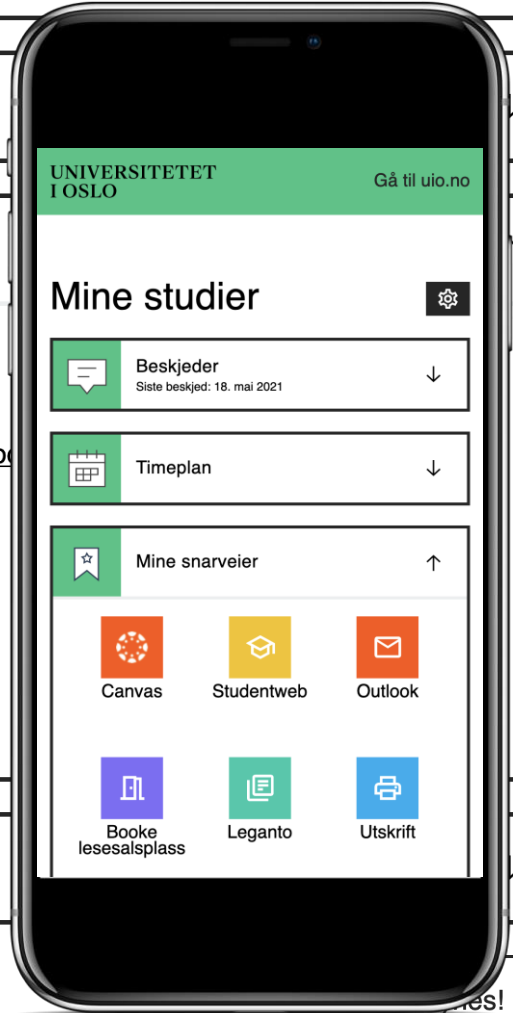 UNIVERSITETET
I OSLO
Gå til uio.no
Mine studier
Beskjeder
Siste beskjed: 18. mai 2021
Timeplan
Mine snarveier
Canvas
Studentweb
Outlook
Booke
lesesalsplass
Leganto
Utskrift